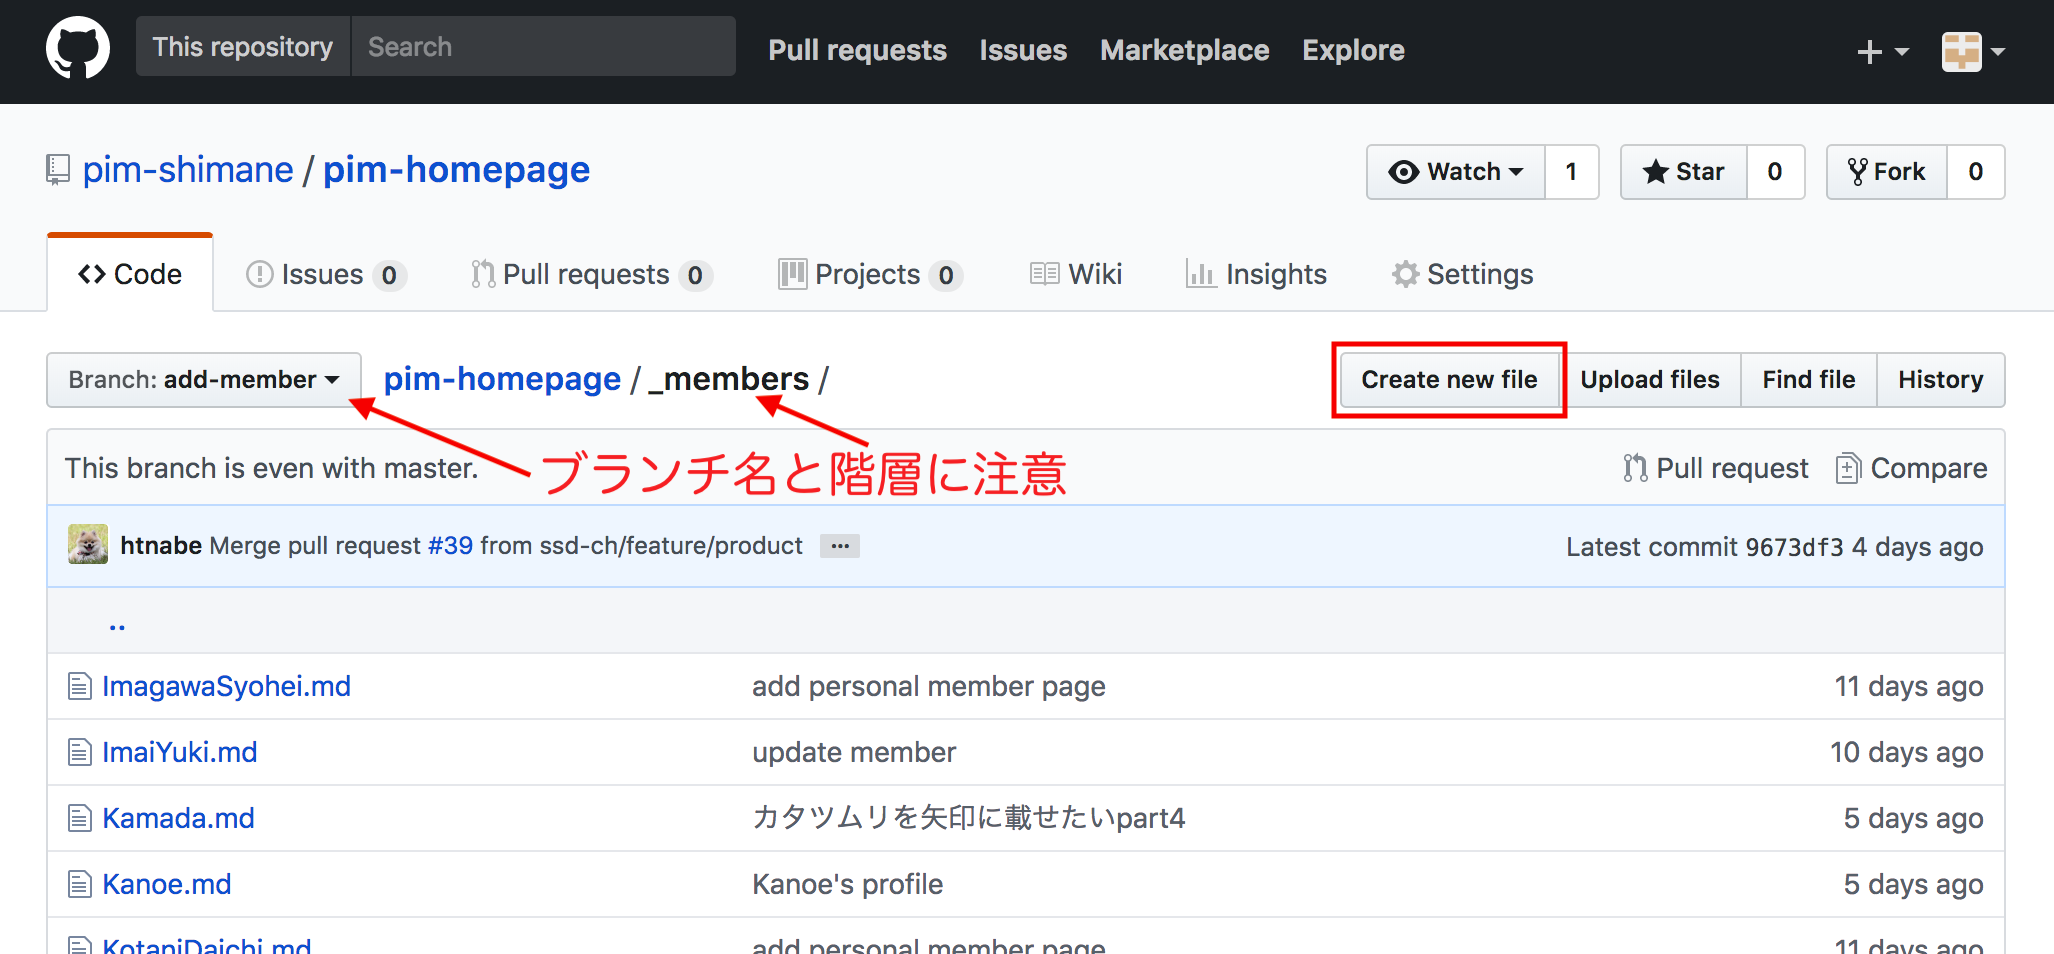 This repository Search Pull requests Issues Marketplace Explore
pim-shimane / pim-homepage Watch 1 Star 0 Fork 0
Code Issues 0 Pull requests 0 Projects 0 Wiki Insights Settings
Branch: add-member pim-homepage / _members / Create new file Upload files Find file History
This branch is even with master. Pull request Compare
ブランチ名と階層に注意
htnabe Merge pull request #39 from ssd-ch/feature/product ... Latest commit 9673df3 4 days ago
..
ImagawaSyohei.md add personal member page 11 days ago
ImaiYuki.md update member 10 days ago
Kamada.md カタツムリを矢印に載せたいpart4 5 days ago
Kanoe.md Kanoe's profile 5 days ago
KotaniDaichi.md add personal member page 11 days ago